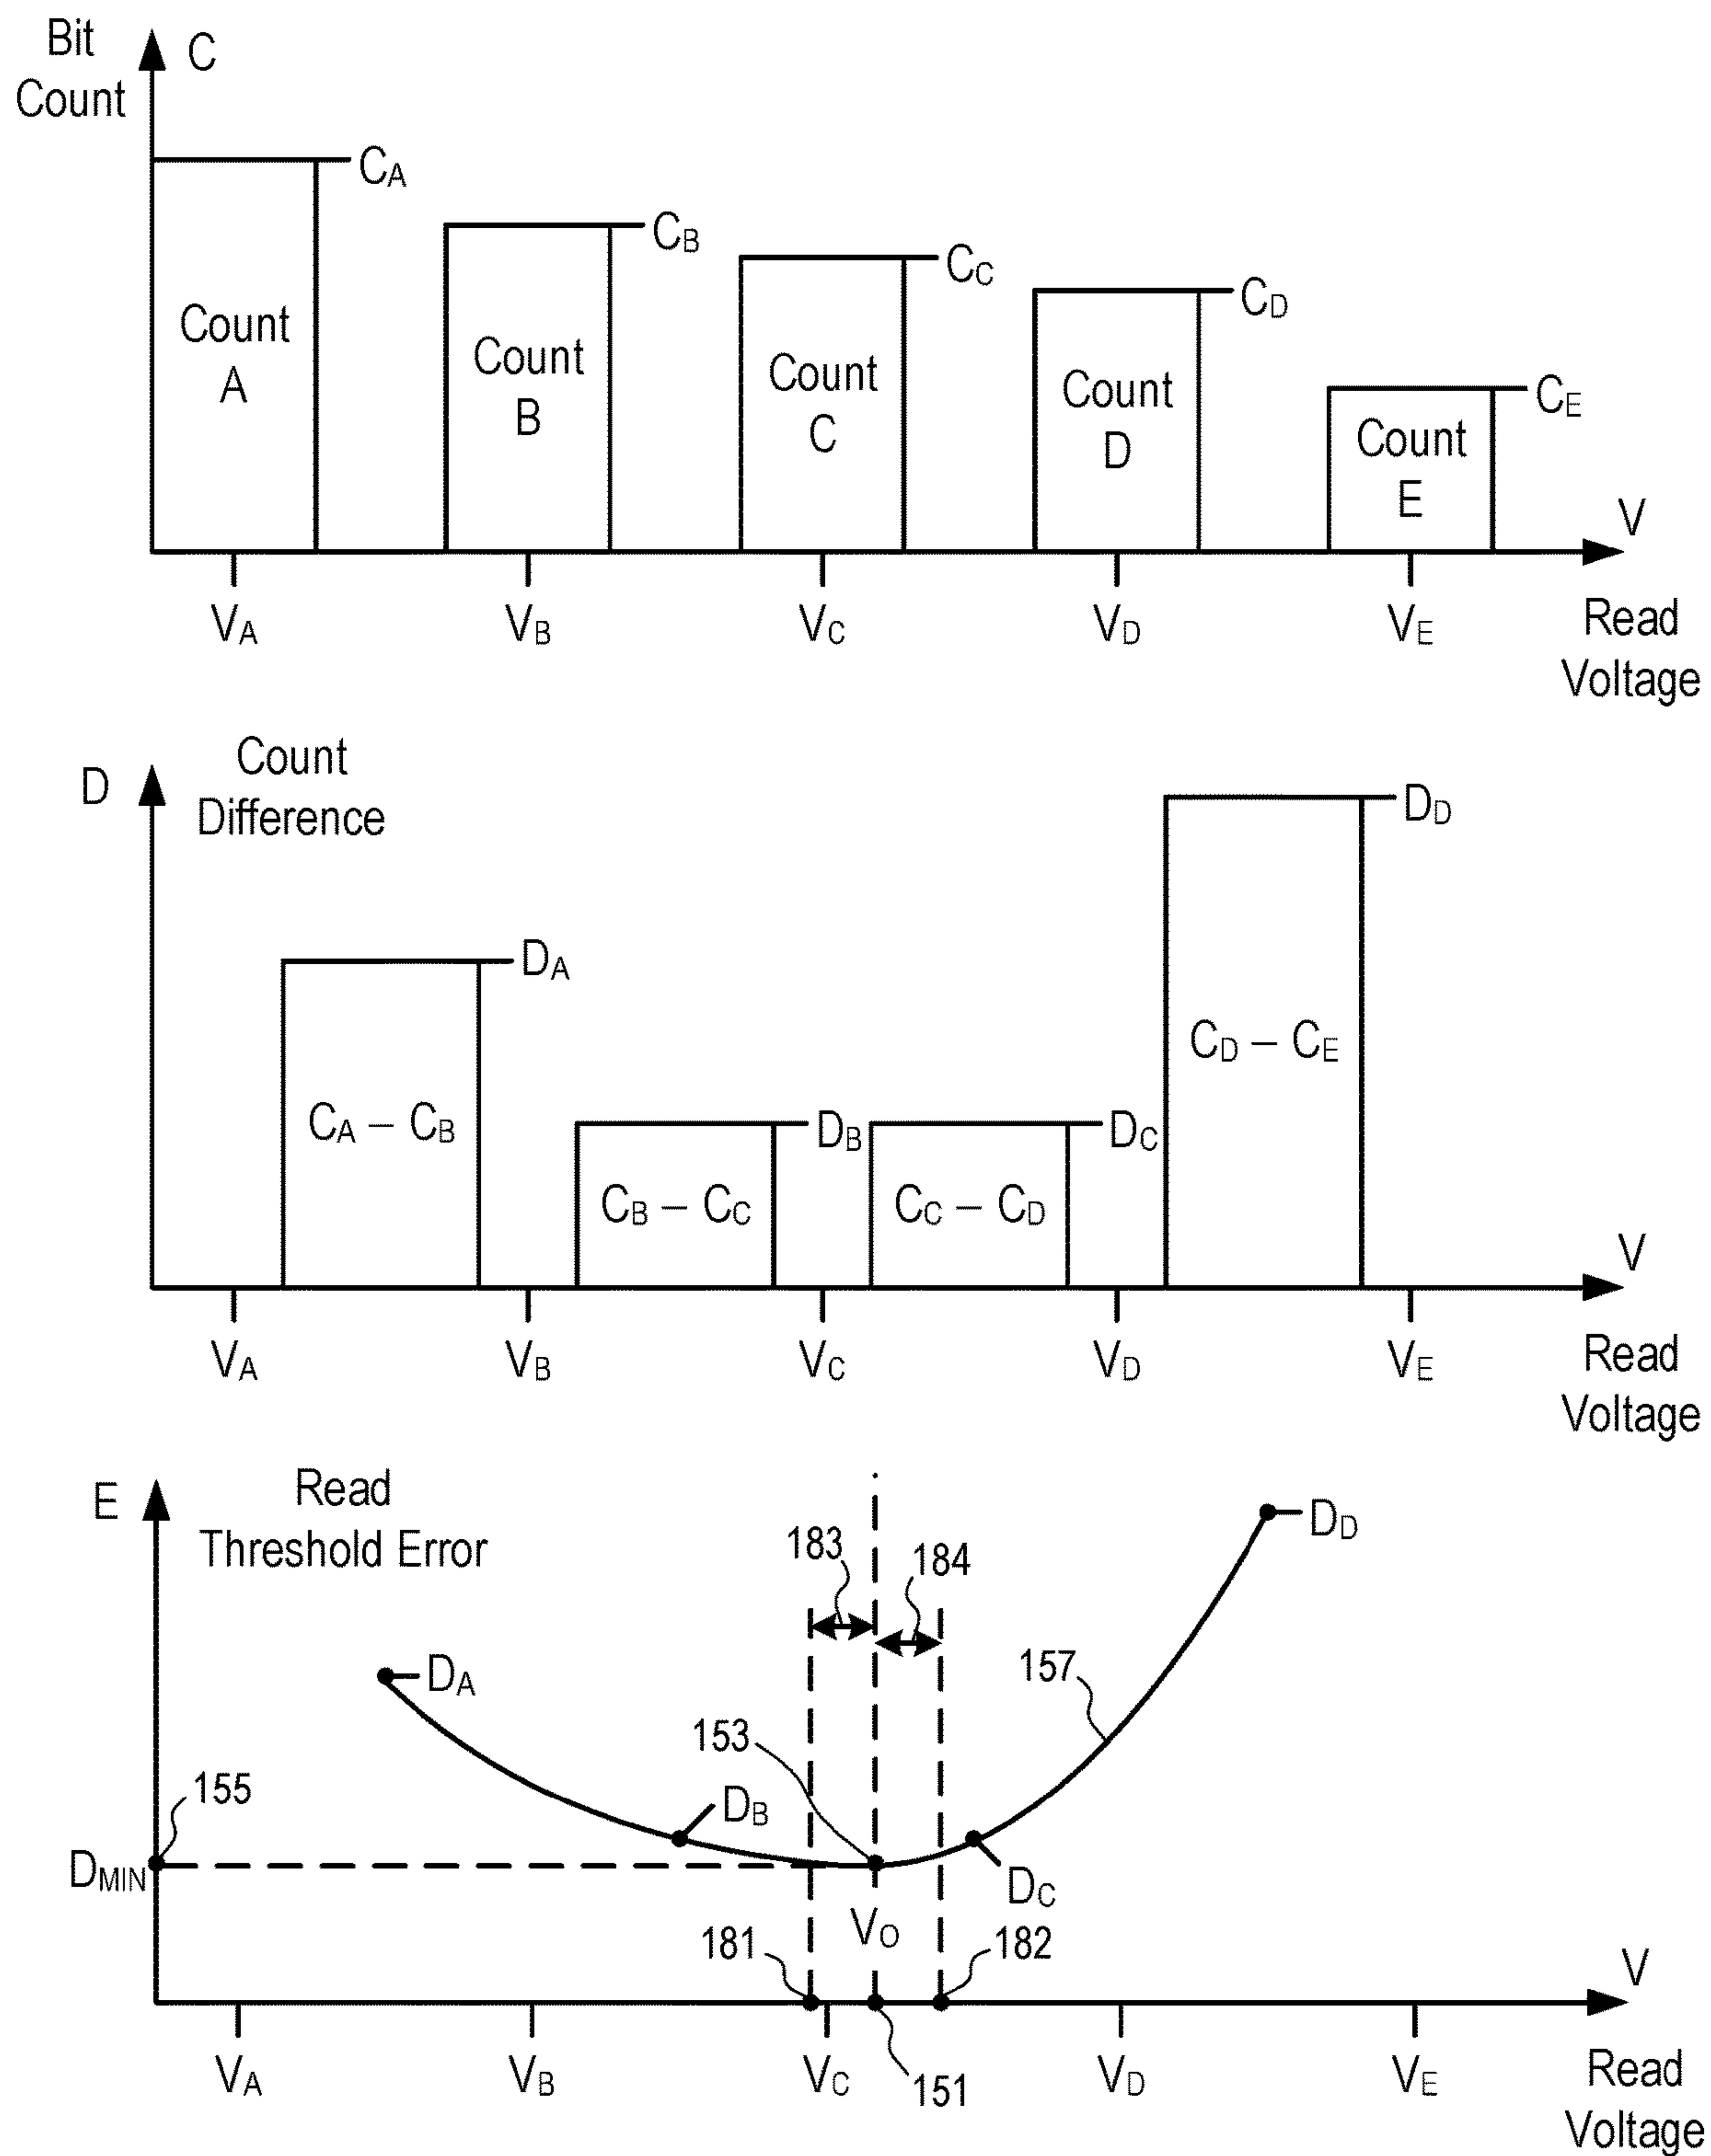 Bit
Count
C
CA
CB
CC
CD
CE
Count
A
Count
B
Count
C
Count
D
Count
E
V
VA
VB
VC
VD
VE
Read
Voltage
D
Count
Difference
DD
DA
CD – CE
CA – CB
DB
DC
CB – CC
CC – CD
V
VA
VB
VC
VD
VE
Read
Voltage
E
Read
Threshold Error
183
184
DD
DA
157
153
155
DB
DMIN
DC
VO
181
182
V
VA
VB
VC
151
VD
VE
Read
Voltage